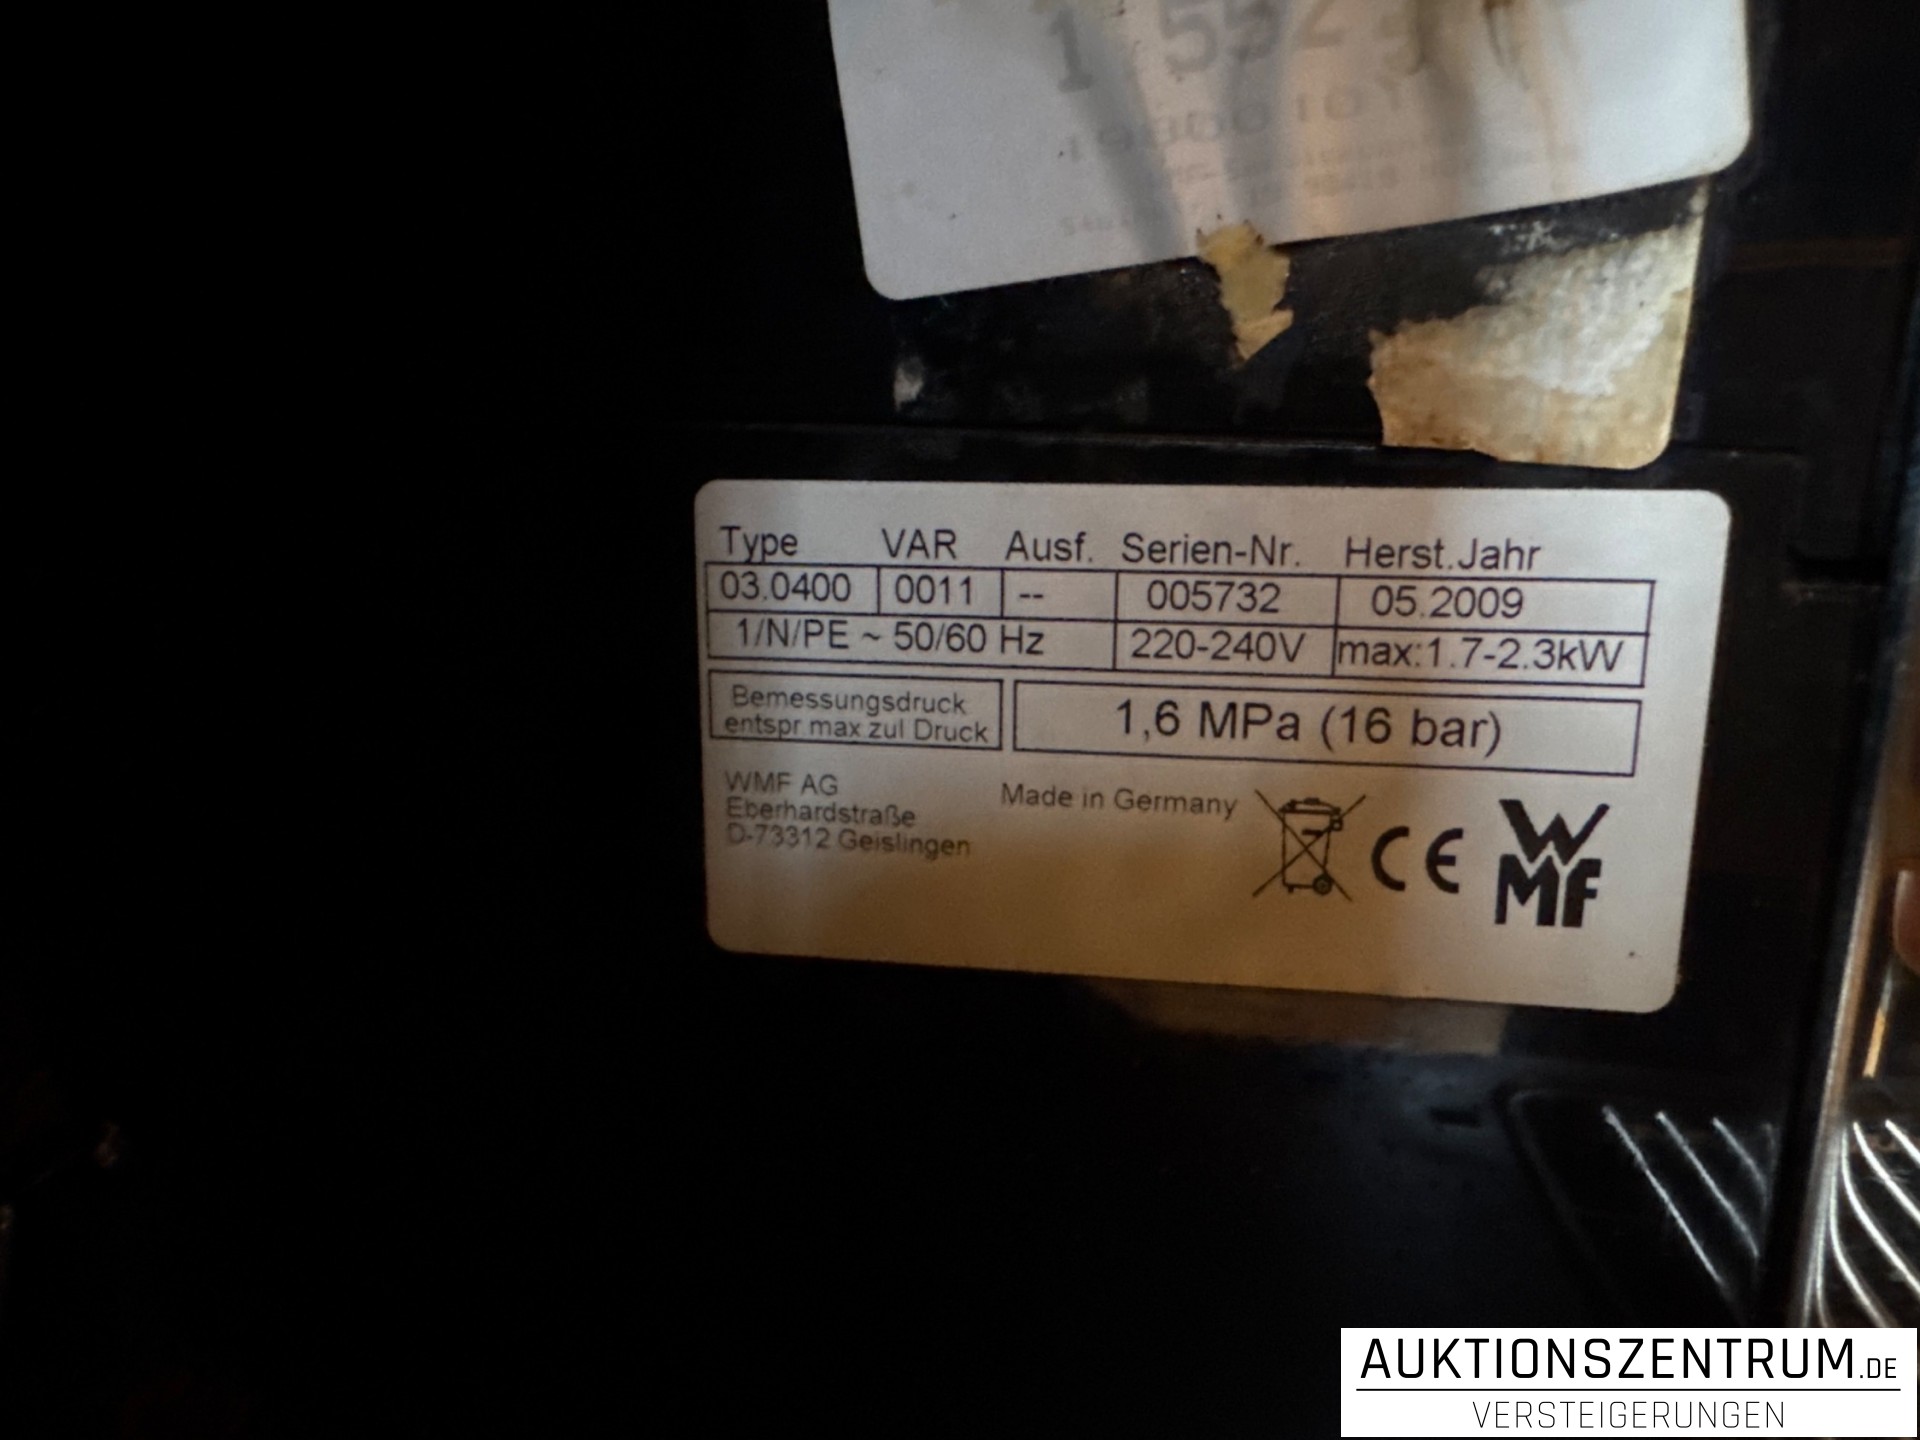 Type VAR Ausf. Serien-Nr. Herst.Jahr
03.0400 0011 -- 005732 05.2009
1/N/PE ~ 50/60 Hz 220-240V max:1.7-2.3kW
Bemessungsdruck
entspr.max zul Druck
1,6 MPa (16 bar)
WMF AG
Eberhardstraße
D-73312 Geislingen
Made in Germany
CE
WMF
AUKTIONSZENTRUM.DE
VERSTEIGERUNGEN